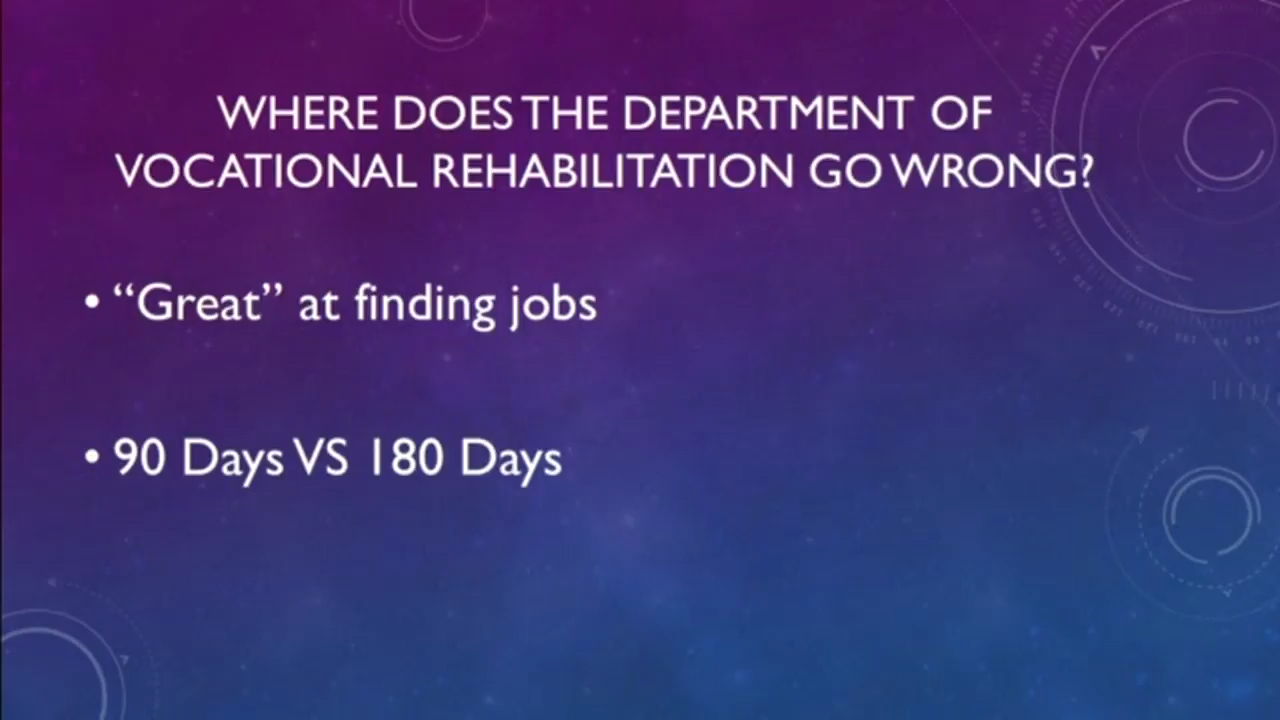 WHERE DOES THE DEPARTMENT OF
VOCATIONAL REHABILITATION GO WRONG?
• “Great” at finding jobs
• 90 Days VS 180 Days